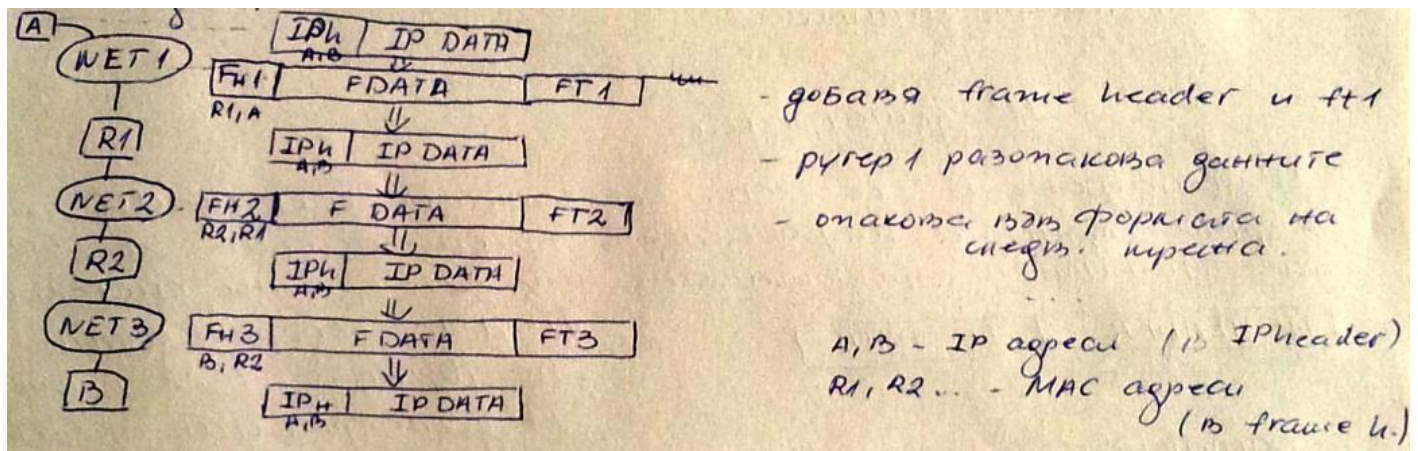 A
IPh IP DATA
A,B
NET1
FH1 F DATA FT1
R1, A
- добавя frame header и ft1
R1
IPh IP DATA
A,B
- рутер 1 разопакова данните
NET2
FH2 F DATA FT2
R2,R1
- опакова във формата на
следв. мрежа.
R2
IPh IP DATA
A,B
NET3
FH3 F DATA FT3
B, R2
A,B - IP адреси (в IPheader)
B
IPH IP DATA
A,B
R1, R2... - MAC адреси
(в frame h.)